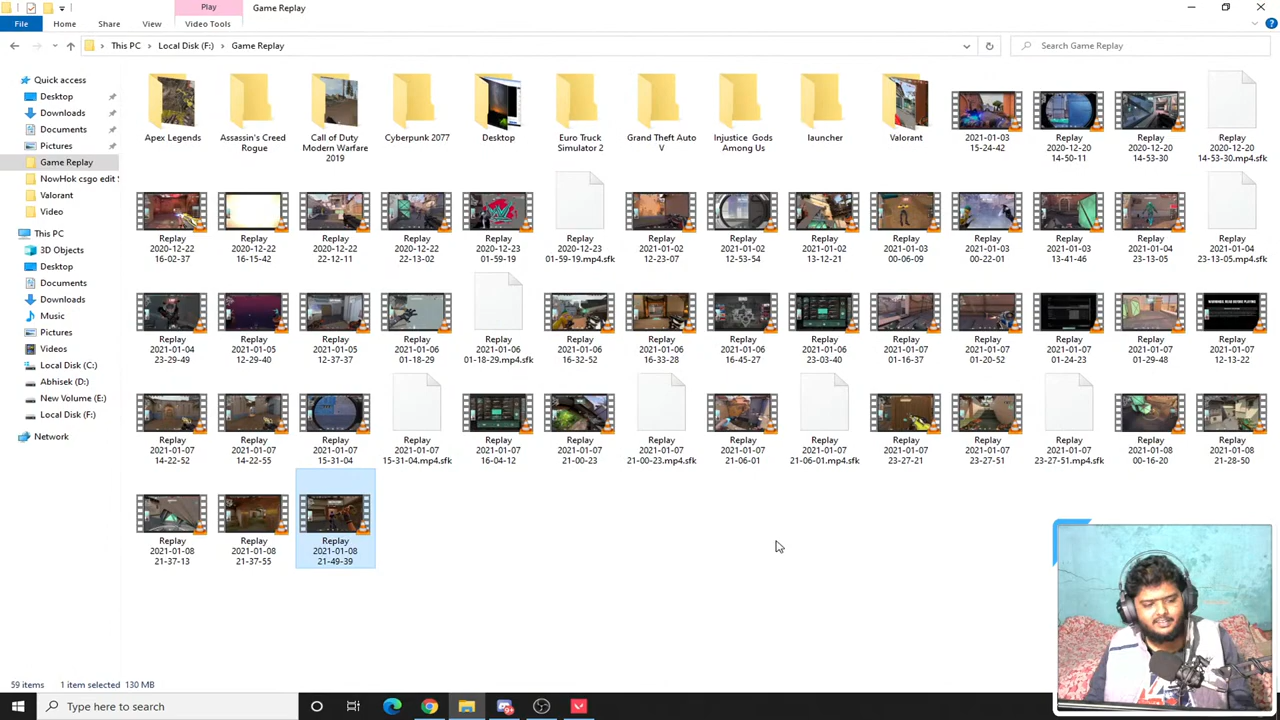 Play
Game Replay
File
Home
Share
View
Video Tools
This PC
Local Disk (F:)
Game Replay
Search Game Replay
Quick access
Desktop
Downloads
Documents
Pictures
Game Replay
NowHok csgo edit
Valorant
Video
This PC
3D Objects
Desktop
Documents
Downloads
Music
Pictures
Videos
Local Disk (C:)
Abhisek (D:)
New Volume (E:)
Local Disk (F:)
Network
Apex Legends
Assassin's Creed
Rogue
Call of Duty
Modern Warfare
2019
Cyberpunk 2077
Desktop
Euro Truck
Simulator 2
Grand Theft Auto
V
Injustice Gods
Among Us
launcher
Valorant
2021-01-03
15-24-42
Replay
2020-12-20
14-50-11
Replay
2020-12-20
14-53-30
Replay
2020-12-20
14-53-30.mp4.sfk
Replay
2020-12-22
16-02-37
Replay
2020-12-22
16-15-42
Replay
2020-12-22
22-12-11
Replay
2020-12-22
22-13-02
Replay
2020-12-23
01-59-19
Replay
2020-12-23
01-59-19.mp4.sfk
Replay
2021-01-02
12-23-07
Replay
2021-01-02
12-53-54
Replay
2021-01-02
13-12-21
Replay
2021-01-03
00-06-09
Replay
2021-01-03
00-22-01
Replay
2021-01-03
13-41-46
Replay
2021-01-04
23-13-05
Replay
2021-01-04
23-13-05.mp4.sfk
Replay
2021-01-04
23-29-49
Replay
2021-01-05
12-29-40
Replay
2021-01-05
12-37-37
Replay
2021-01-06
01-18-29
Replay
2021-01-06
01-18-29.mp4.sfk
Replay
2021-01-06
16-32-52
Replay
2021-01-06
16-33-28
Replay
2021-01-06
16-45-27
Replay
2021-01-06
23-03-40
Replay
2021-01-07
01-16-37
Replay
2021-01-07
01-20-52
Replay
2021-01-07
01-24-23
Replay
2021-01-07
01-29-48
Replay
2021-01-07
12-13-22
Replay
2021-01-07
14-22-52
Replay
2021-01-07
14-22-55
Replay
2021-01-07
15-31-04
Replay
2021-01-07
15-31-04.mp4.sfk
Replay
2021-01-07
16-04-12
Replay
2021-01-07
21-00-23
Replay
2021-01-07
21-00-23.mp4.sfk
Replay
2021-01-07
21-06-01
Replay
2021-01-07
21-06-01.mp4.sfk
Replay
2021-01-07
23-27-21
Replay
2021-01-07
23-27-51
Replay
2021-01-07
23-27-51.mp4.sfk
Replay
2021-01-08
00-16-20
Replay
2021-01-08
21-28-50
Replay
2021-01-08
21-37-13
Replay
2021-01-08
21-37-55
Replay
2021-01-08
21-49-39
59 items
1 item selected 130 MB
Type here to search